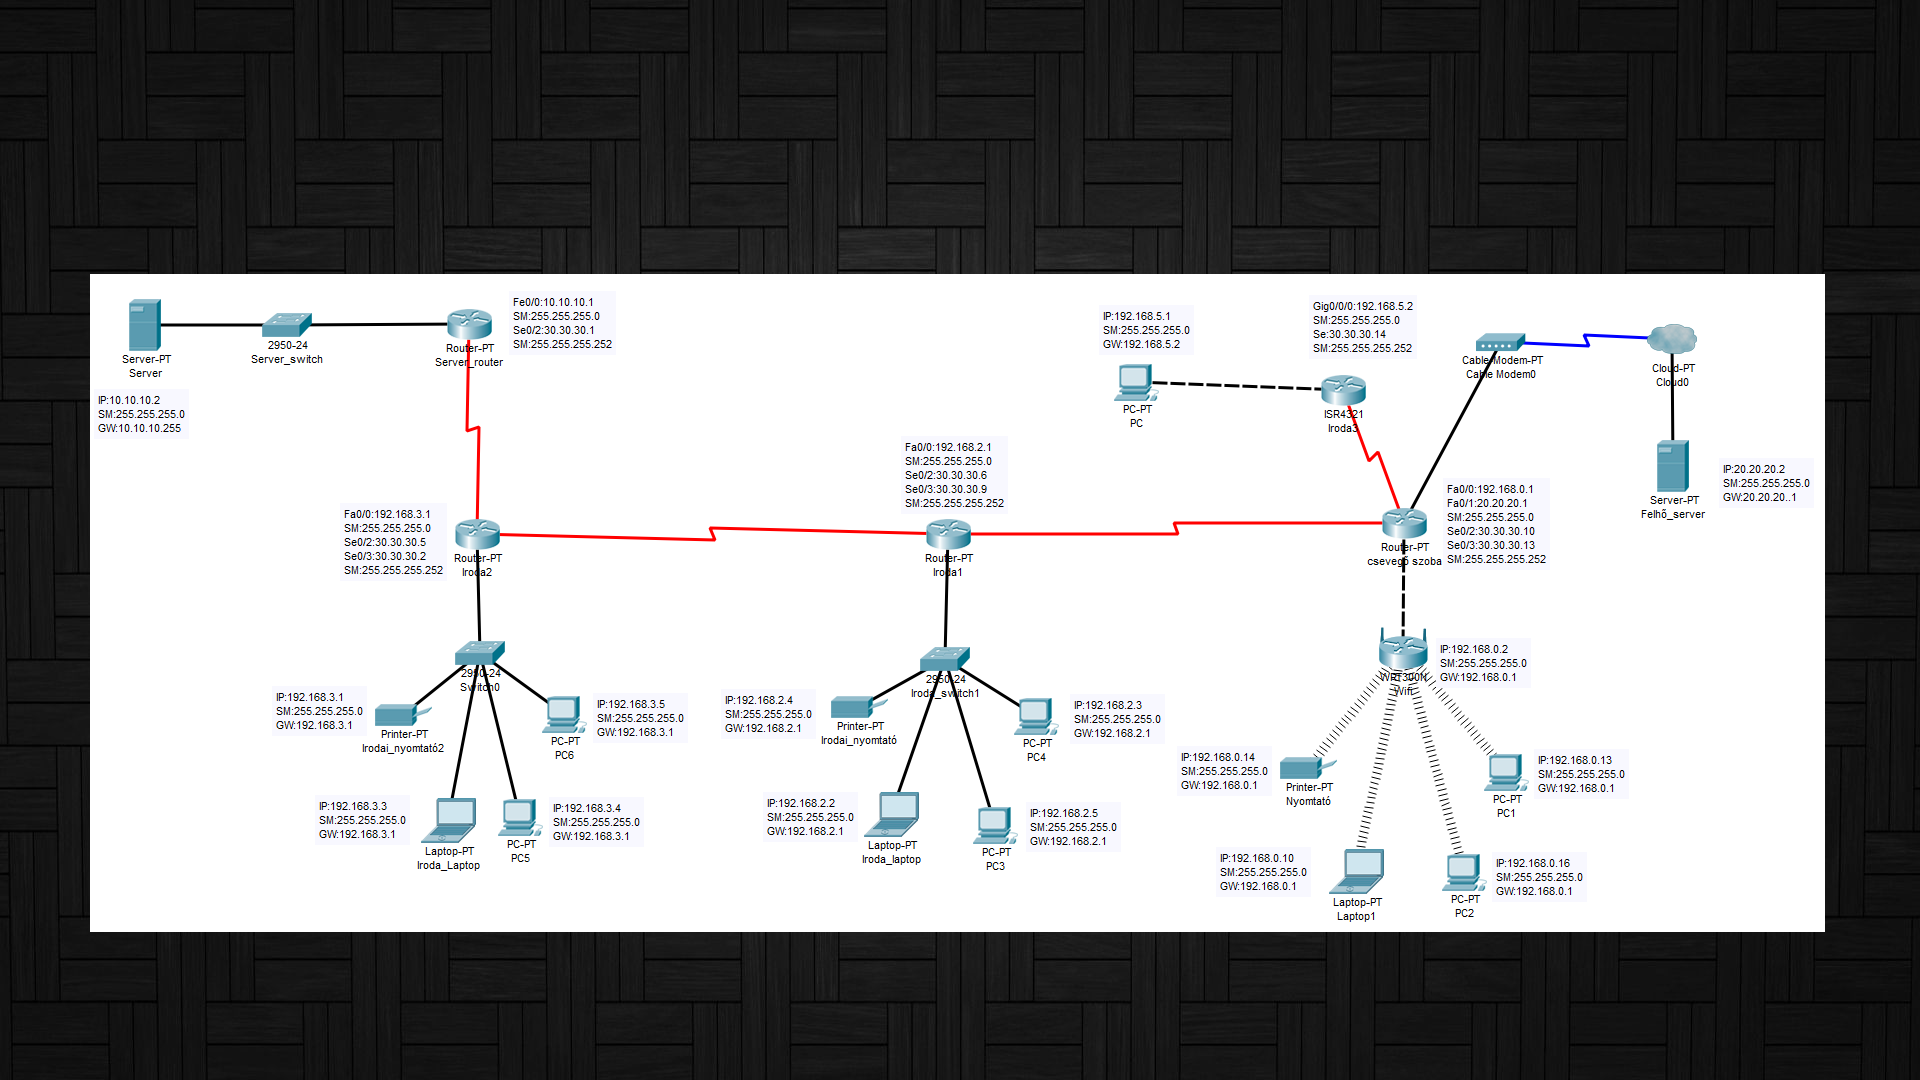 Server-PT
Server
IP:10.10.10.2
SM:255.255.255.0
GW:10.10.10.255
2950-24
Server_switch
Router-PT
Server_router
Fe0/0:10.10.10.1
SM:255.255.255.0
Se0/2:30.30.30.1
SM:255.255.255.252
IP:192.168.5.1
SM:255.255.255.0
GW:192.168.5.2
PC-PT
PC
Gig0/0/0:192.168.5.2
SM:255.255.255.0
Se:30.30.30.14
SM:255.255.255.252
ISR4321
Iroda3
Cable-Modem-PT
Cable Modem0
Cloud-PT
Cloud0
Server-PT
Felhő_server
IP:20.20.20.2
SM:255.255.255.0
GW:20.20.20..1
Fa0/0:192.168.3.1
SM:255.255.255.0
Se0/2:30.30.30.5
Se0/3:30.30.30.2
SM:255.255.255.252
Router-PT
Iroda2
Fa0/0:192.168.2.1
SM:255.255.255.0
Se0/2:30.30.30.6
Se0/3:30.30.30.9
SM:255.255.255.252
Router-PT
Iroda1
Fa0/0:192.168.0.1
Fa0/1:20.20.20.1
SM:255.255.255.0
Se0/2:30.30.30.10
Se0/3:30.30.30.13
SM:255.255.255.252
Router-PT
csevegő szoba
2950-24
Switch0
IP:192.168.3.1
SM:255.255.255.0
GW:192.168.3.1
Printer-PT
Irodai_nyomtató2
IP:192.168.3.5
SM:255.255.255.0
GW:192.168.3.1
PC-PT
PC6
IP:192.168.3.3
SM:255.255.255.0
GW:192.168.3.1
Laptop-PT
Iroda_Laptop
IP:192.168.3.4
SM:255.255.255.0
GW:192.168.3.1
PC-PT
PC5
2950-24
Iroda_switch1
IP:192.168.2.4
SM:255.255.255.0
GW:192.168.2.1
Printer-PT
Irodai_nyomtató
IP:192.168.2.3
SM:255.255.255.0
GW:192.168.2.1
PC-PT
PC4
IP:192.168.2.2
SM:255.255.255.0
GW:192.168.2.1
Laptop-PT
Iroda_laptop
IP:192.168.2.5
SM:255.255.255.0
GW:192.168.2.1
PC-PT
PC3
IP:192.168.0.2
SM:255.255.255.0
GW:192.168.0.1
WRT300N
Wifi
IP:192.168.0.14
SM:255.255.255.0
GW:192.168.0.1
Printer-PT
Nyomtató
IP:192.168.0.13
SM:255.255.255.0
GW:192.168.0.1
PC-PT
PC1
IP:192.168.0.10
SM:255.255.255.0
GW:192.168.0.1
Laptop-PT
Laptop1
IP:192.168.0.16
SM:255.255.255.0
GW:192.168.0.1
PC-PT
PC2